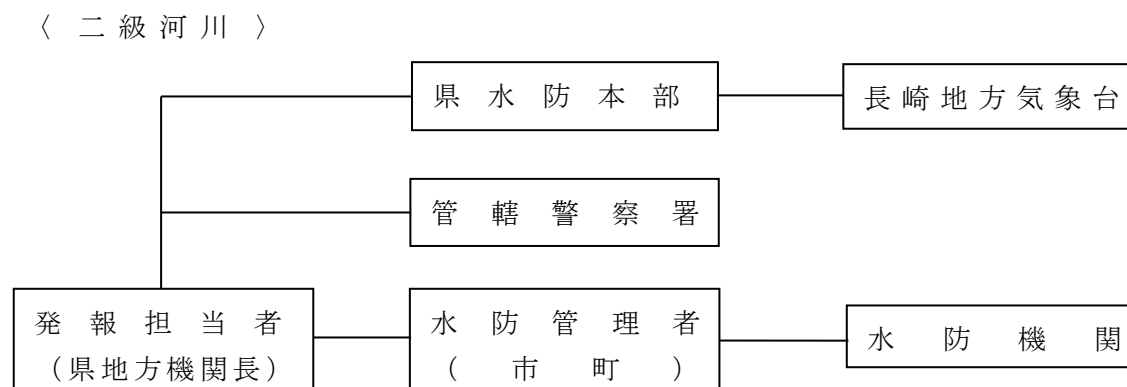 〈 二級河川 〉
県水防本部
長崎地方気象台
管轄警察署
発報担当者
(県地方機関長)
水防管理者
(市町)
水防機関